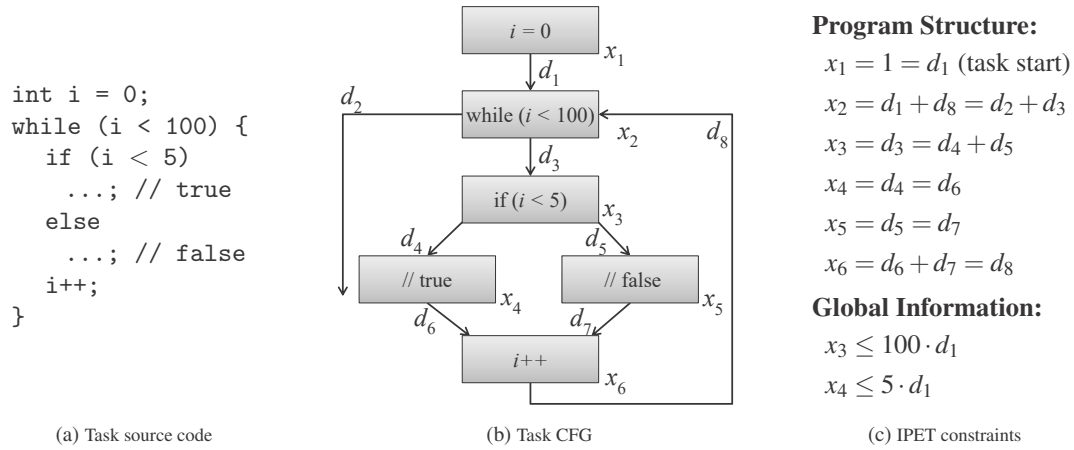 int i = 0;
while (i < 100) {
if (i < 5)
...; // true
else
...; // false
i++;
}
(a) Task source code
i = 0
x₁
d₁
d₂
while (i < 100)
x₂
d₈
d₃
if (i < 5)
x₃
d₄
d₅
// true
x₄
// false
x₅
d₆
d₇
i++
x₆
(b) Task CFG
Program Structure:
x₁ = 1 = d₁ (task start)
x₂ = d₁ + d₈ = d₂ + d₃
x₃ = d₃ = d₄ + d₅
x₄ = d₄ = d₆
x₅ = d₅ = d₇
x₆ = d₆ + d₇ = d₈
Global Information:
x₃ ≤ 100 · d₁
x₄ ≤ 5 · d₁
(c) IPET constraints